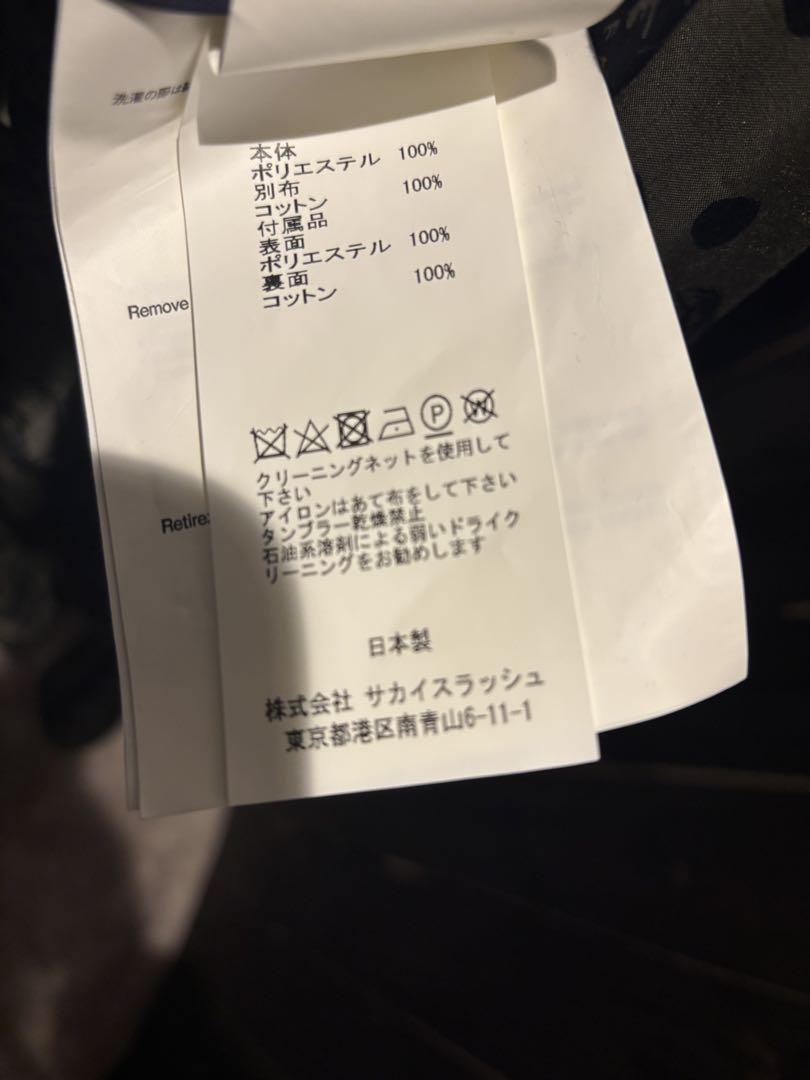 洗濯の際は
本体
ポリエステル 100%
別布
コットン 100%
付属品
表面
ポリエステル 100%
裏面
コットン 100%
Remove
P
W
クリーニングネットを使用して
下さい
アイロンはあて布をして下さい
タンブラー乾燥禁止
石油系溶剤による弱いドライク
リーニングをお勧めします
Retire
日本製
株式会社 サカイスラッシュ
東京都港区南青山6-11-1